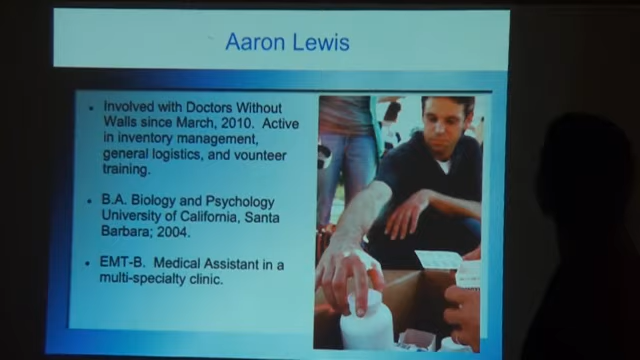 Aaron Lewis
• Involved with Doctors Without
Walls since March, 2010. Active
in inventory management,
general logistics, and vounteer
training.
• B.A. Biology and Psychology
University of California, Santa
Barbara; 2004.
• EMT-B. Medical Assistant in a
multi-specialty clinic.